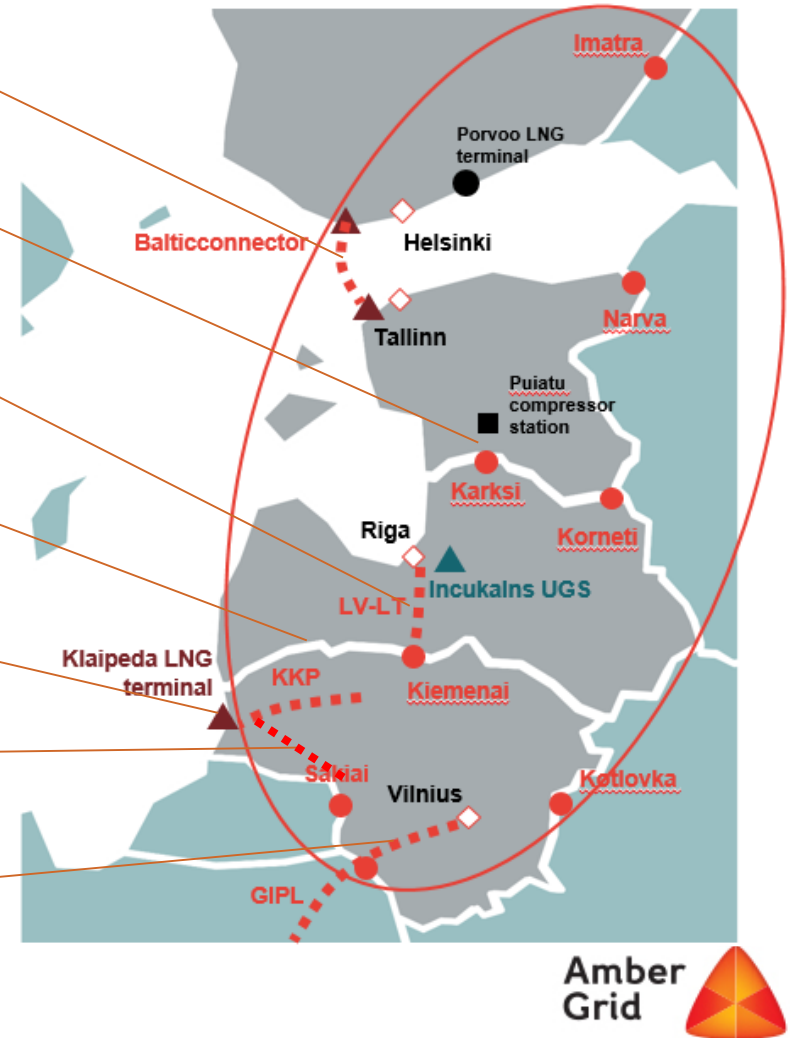 Imatra
Porvoo LNG
terminal
Balticconnector
Helsinki
Narva
Tallinn
Puiatu
compressor
station
Karksi
Korneti
Riga
Incukalns UGS
LV-LT
Klaipeda LNG
terminal
KKP
Kiemenai
Sakiai
Vilnius
Kotlovka
GIPL
Amber
Grid